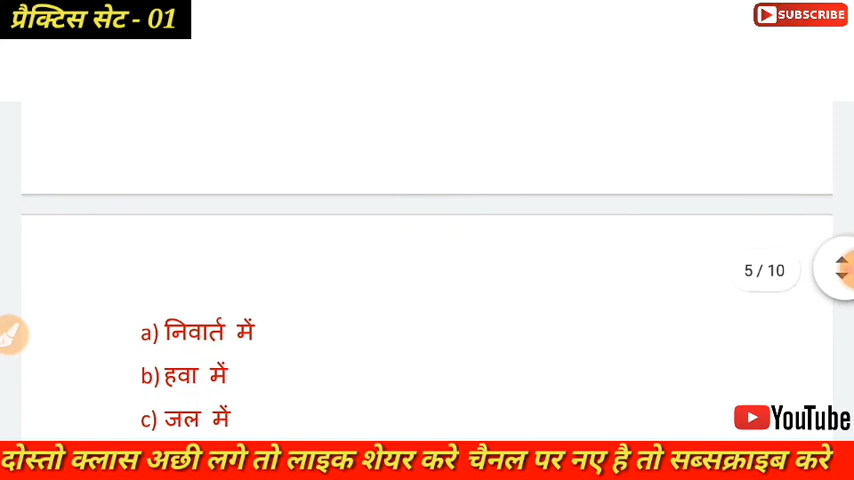 प्रैक्टिस सेट - 01
SUBSCRIBE
5 / 10
a) निवार्त में
b) हवा में
c) जल में
YouTube
दोस्तो क्लास अछी लगे तो लाइक शेयर करे चैनल पर नए है तो सब्सक्राइब करे